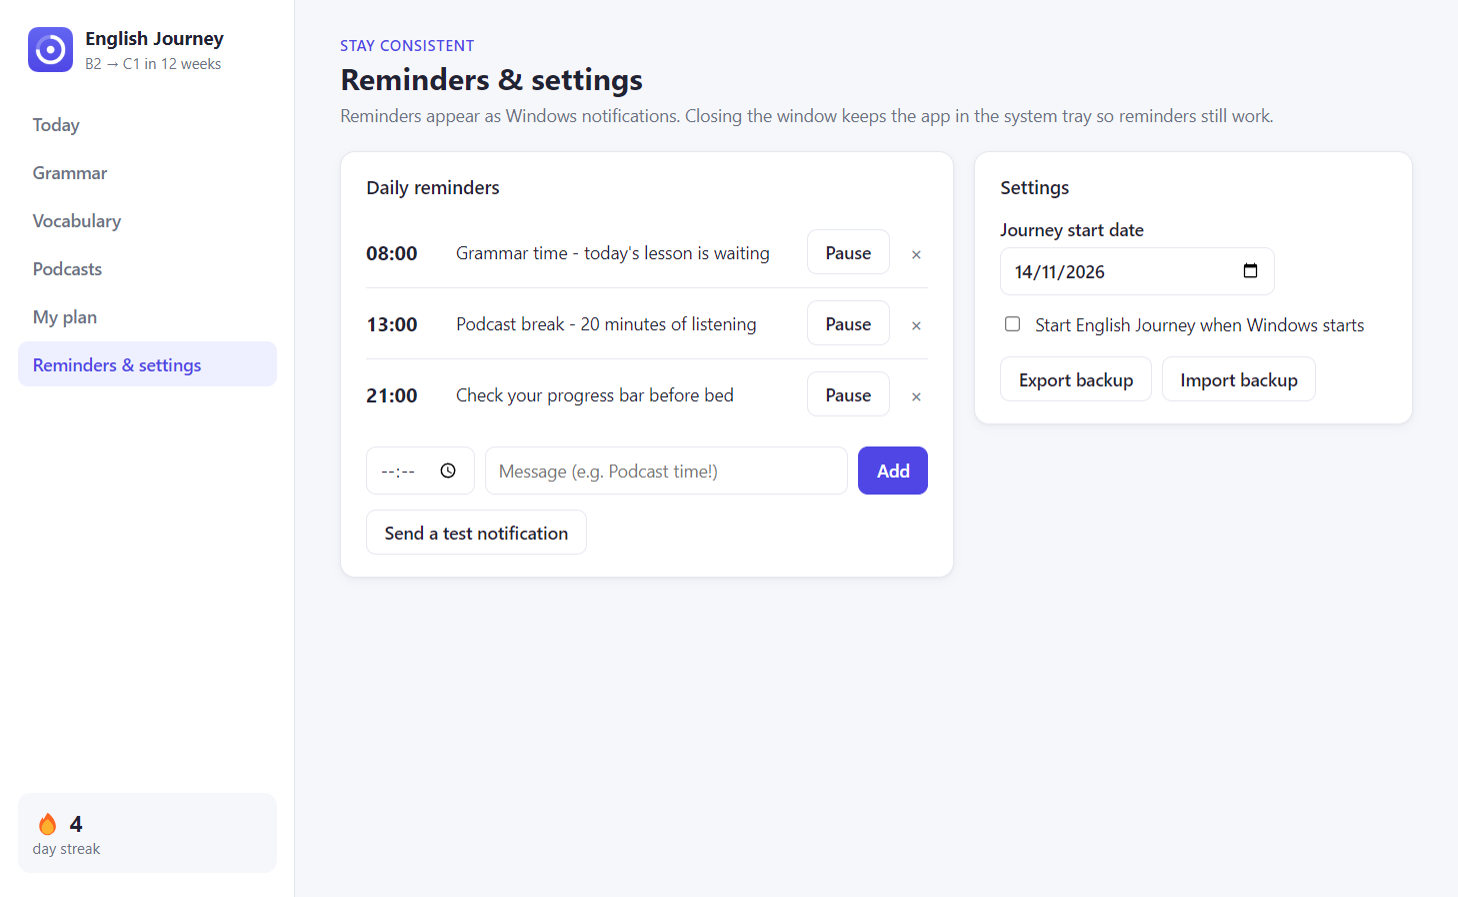 English Journey
B2 → C1 in 12 weeks
Today
Grammar
Vocabulary
Podcasts
My plan
Reminders & settings
4
day streak
STAY CONSISTENT
Reminders & settings
Reminders appear as Windows notifications. Closing the window keeps the app in the system tray so reminders still work.
Daily reminders
08:00 Grammar time - today's lesson is waiting Pause ×
13:00 Podcast break - 20 minutes of listening Pause ×
21:00 Check your progress bar before bed Pause ×
--:-- Message (e.g. Podcast time!) Add
Send a test notification
Settings
Journey start date
14/11/2026
Start English Journey when Windows starts
Export backup Import backup